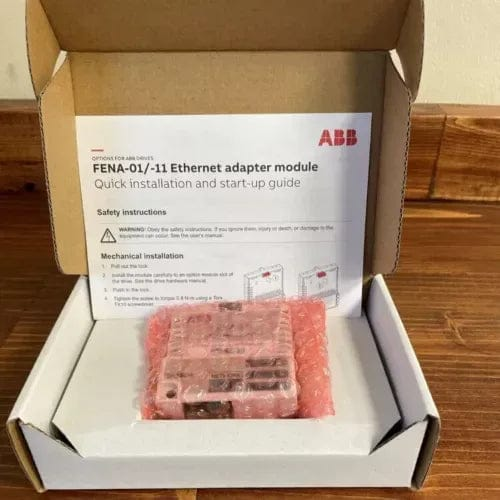 ABB
OPTIONS FOR ABB DRIVES
FENA-01/-11 Ethernet adapter module
Quick installation and start-up guide
Safety instructions
WARNING! Obey the safety instructions. If you ignore them, injury or death, or damage to the
equipment can occur. See the user's manual.
Mechanical installation
1. Pull out the lock.
2. Install the module carefully to an option module slot of
the drive. See the drive hardware manual.
3. Push in the lock.
4. Tighten the screw to torque 0.8 N·m using a Torx
TX10 screwdriver.